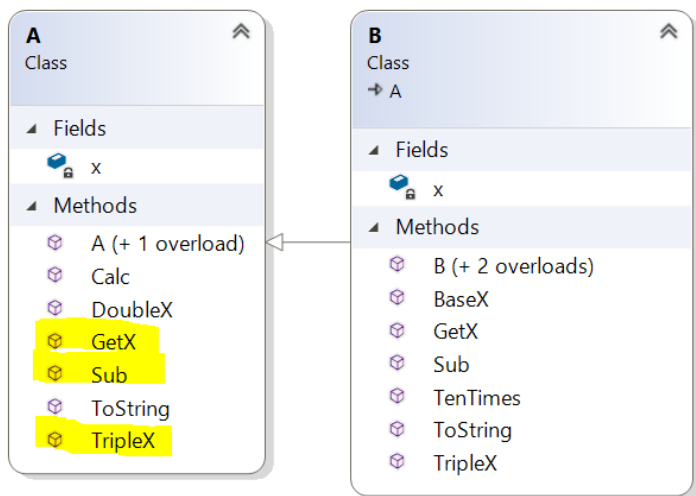 A
Class
Fields
x
Methods
A (+ 1 overload)
Calc
DoubleX
GetX
Sub
ToString
TripleX
B
Class
A
Fields
x
Methods
B (+ 2 overloads)
BaseX
GetX
Sub
TenTimes
ToString
TripleX